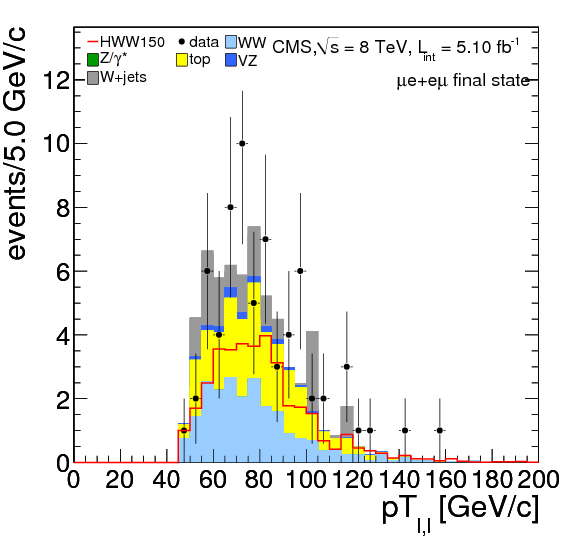 HWW150 data WW CMS,√s = 8 TeV, L_int = 5.10 fb⁻¹
Z/γ* top VZ
W+jets μe+eμ final state
events/5.0 GeV/c
12
10
8
6
4
2
0
0 20 40 60 80 100 120 140 160 180 200
pT_l,l [GeV/c]